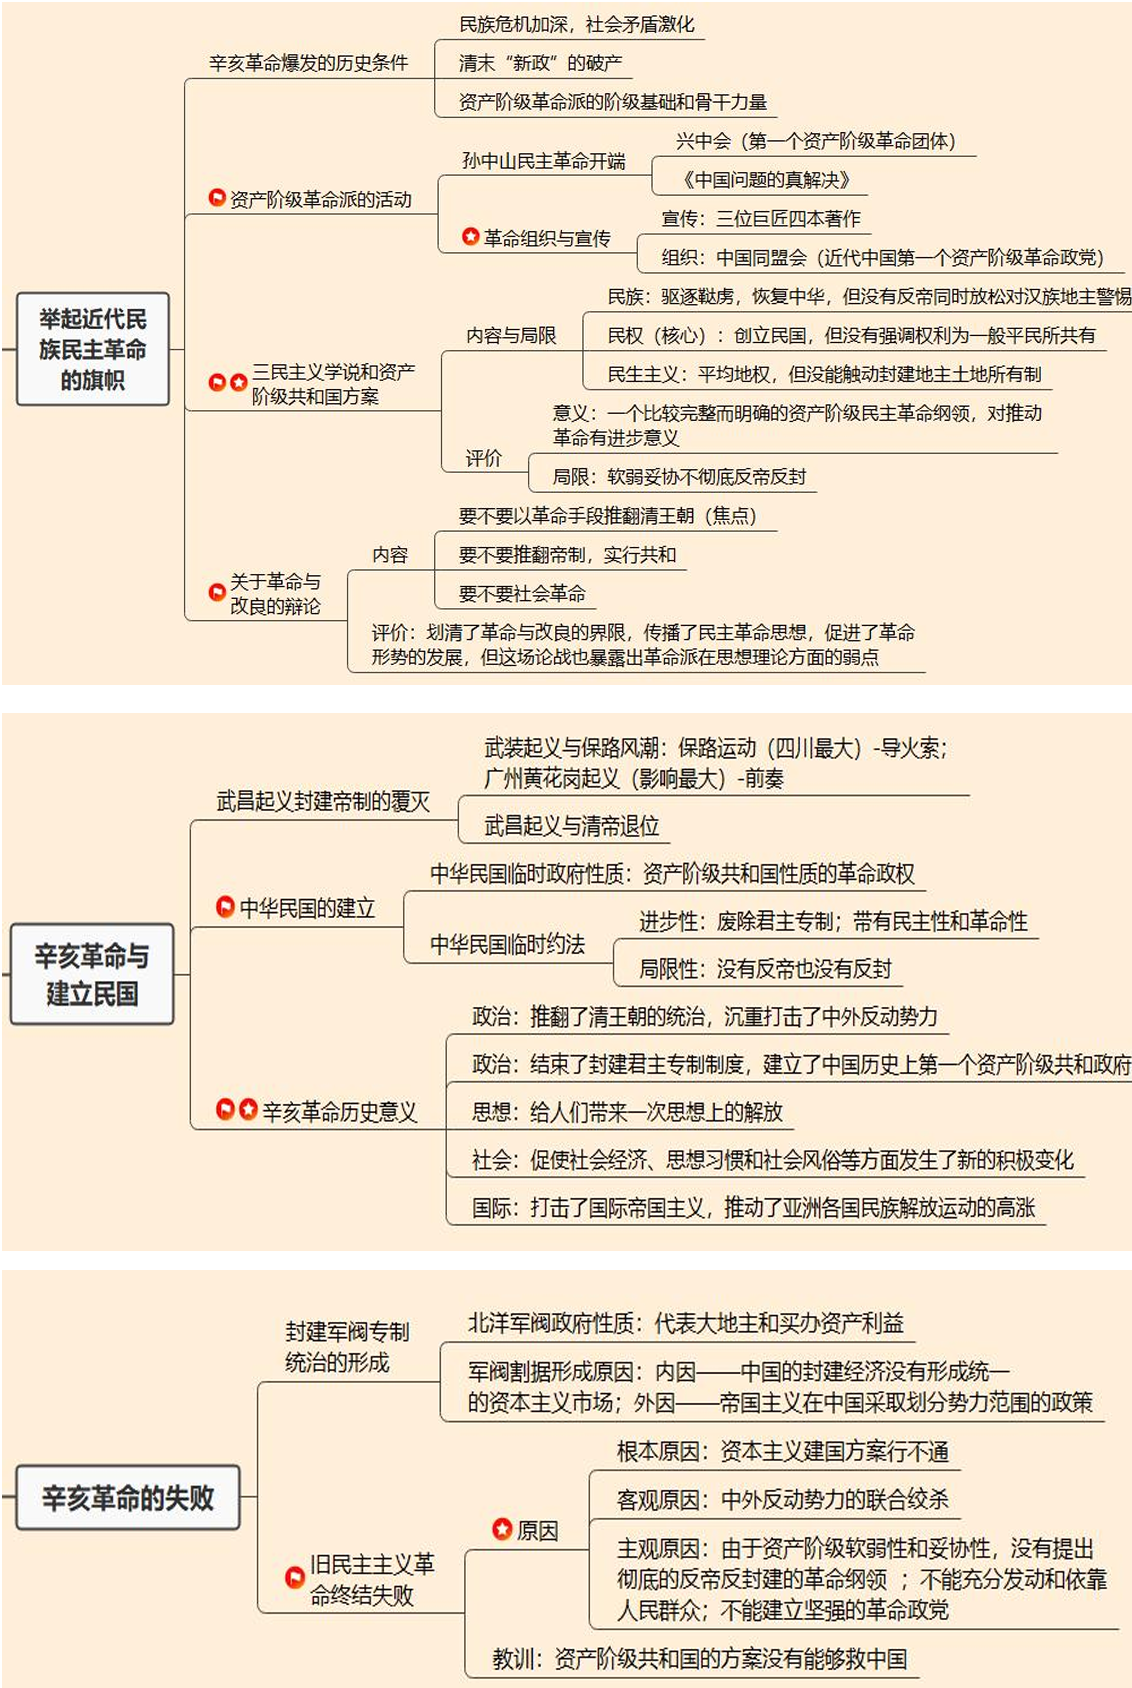 民族危机加深，社会矛盾激化
辛亥革命爆发的历史条件
清末“新政”的破产
资产阶级革命派的阶级基础和骨干力量
兴中会（第一个资产阶级革命团体）
孙中山民主革命开端
《中国问题的真解决》
资产阶级革命派的活动
宣传：三位巨匠四本著作
革命组织与宣传
组织：中国同盟会（近代中国第一个资产阶级革命政党）
举起近代民
族民主革命
的旗帜
民族：驱逐鞑虏，恢复中华，但没有反帝同时放松对汉族地主警惕
内容与局限
民权（核心）：创立民国，但没有强调权利为一般平民所共有
民生主义：平均地权，但没能触动封建地主土地所有制
三民主义学说和资产
阶级共和国方案
意义：一个比较完整而明确的资产阶级民主革命纲领，对推动
革命有进步意义
评价
局限：软弱妥协不彻底反帝反封
要不要以革命手段推翻清王朝（焦点）
内容
要不要推翻帝制，实行共和
要不要社会革命
关于革命与
改良的辩论
评价：划清了革命与改良的界限，传播了民主革命思想，促进了革命
形势的发展，但这场论战也暴露出革命派在思想理论方面的弱点
武装起义与保路风潮：保路运动（四川最大）-导火索；
广州黄花岗起义（影响最大）-前奏
武昌起义封建帝制的覆灭
武昌起义与清帝退位
中华民国临时政府性质：资产阶级共和国性质的革命政权
中华民国的建立
进步性：废除君主专制；带有民主性和革命性
中华民国临时约法
局限性：没有反帝也没有反封
辛亥革命与
建立民国
政治：推翻了清王朝的统治，沉重打击了中外反动势力
政治：结束了封建君主专制制度，建立了中国历史上第一个资产阶级共和政府
辛亥革命历史意义
思想：给人们带来一次思想上的解放
社会：促使社会经济、思想习惯和社会风俗等方面发生了新的积极变化
国际：打击了国际帝国主义，推动了亚洲各国民族解放运动的高涨
封建军阀专制
统治的形成
北洋军阀政府性质：代表大地主和买办资产利益
军阀割据形成原因：内因——中国的封建经济没有形成统一
的资本主义市场；外因——帝国主义在中国采取划分势力范围的政策
辛亥革命的失败
根本原因：资本主义建国方案行不通
客观原因：中外反动势力的联合绞杀
原因
主观原因：由于资产阶级软弱性和妥协性，没有提出
彻底的反帝反封建的革命纲领 ；不能充分发动和依靠
人民群众；不能建立坚强的革命政党
旧民主主义革
命终结失败
教训：资产阶级共和国的方案没有能够救中国